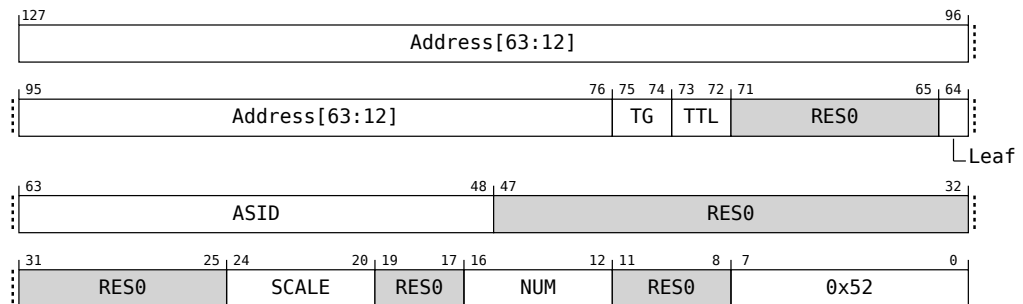 127 96
Address[63:12]
95 76 75 74 73 72 71 65 64
Address[63:12] TG TTL RES0
Leaf
63 48 47 32
ASID RES0
31 25 24 20 19 17 16 12 11 8 7 0
RES0 SCALE RES0 NUM RES0 0x52